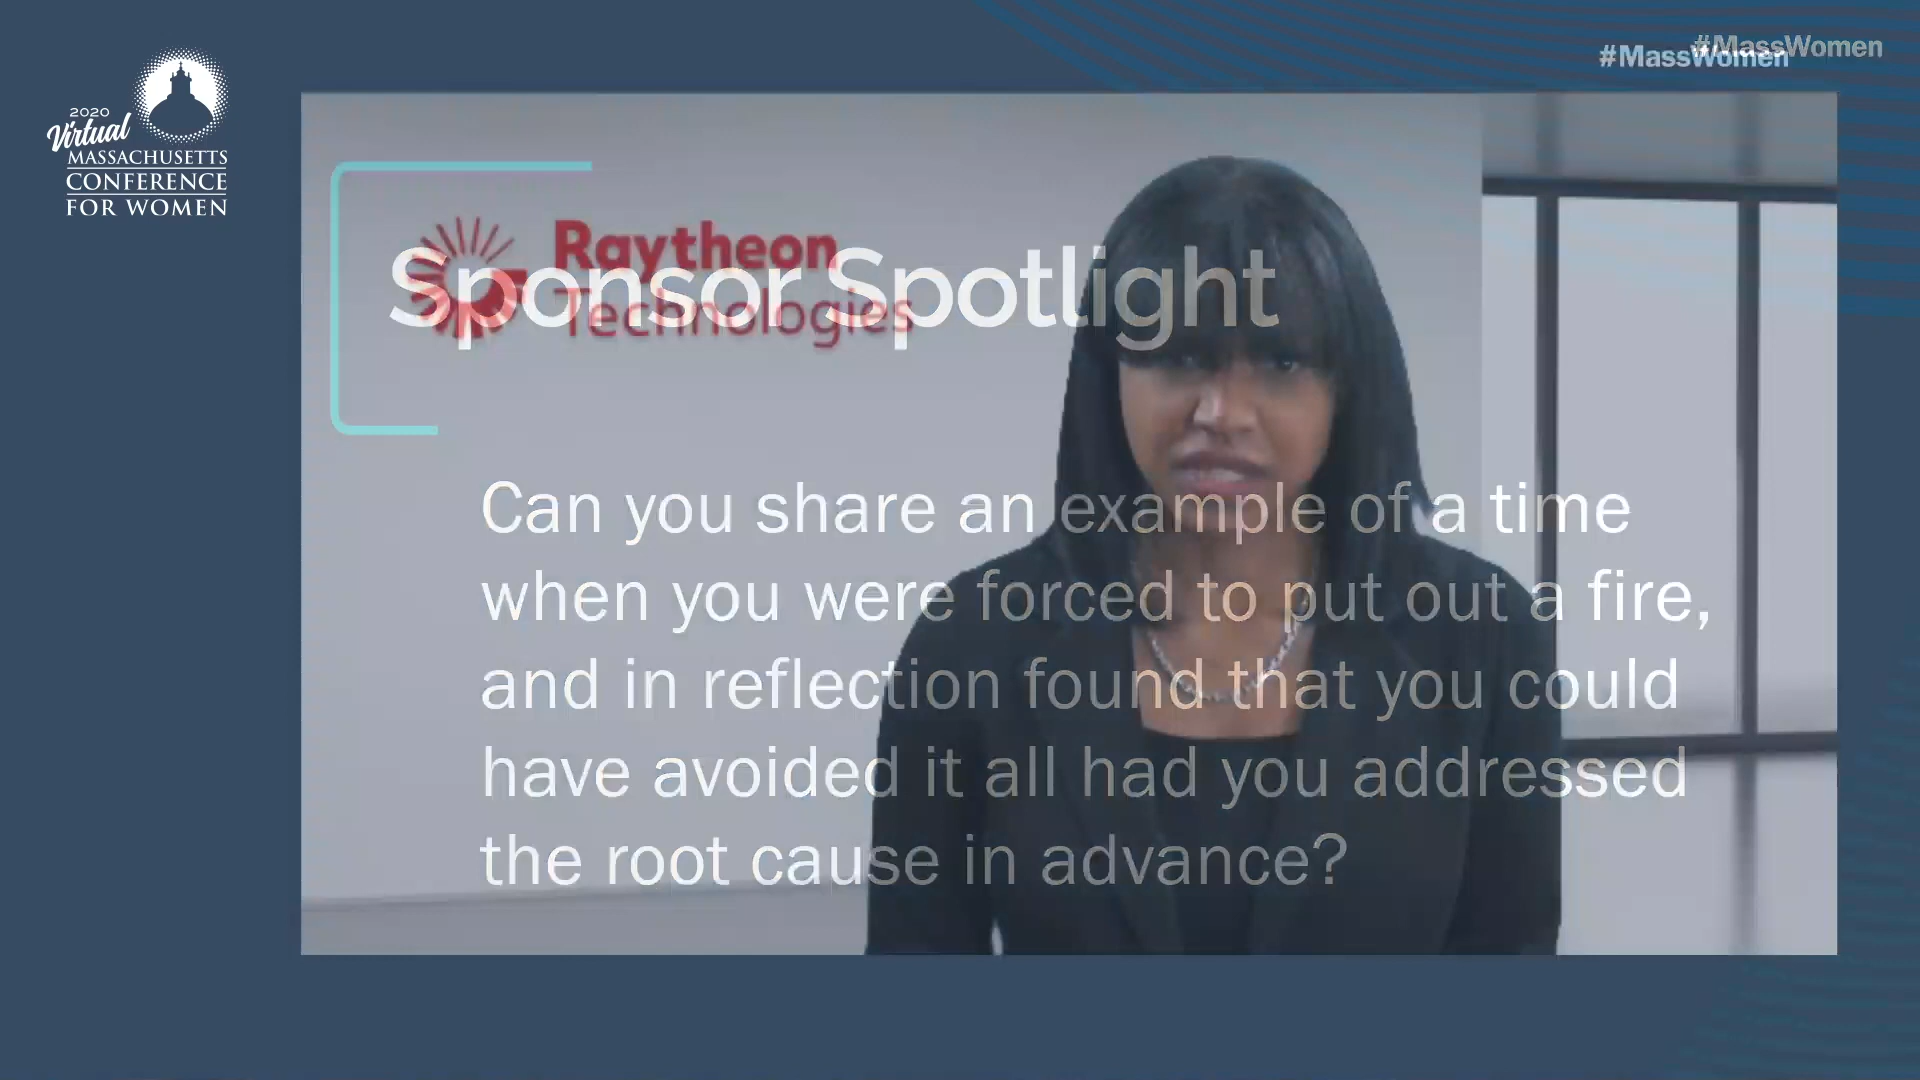 #MassWomen
#MassWomen
2020
Virtual
MASSACHUSETTS
CONFERENCE
FOR WOMEN
Raytheon
Technologies
Sponsor Spotlight
Can you share an example of a time
when you were forced to put out a fire,
and in reflection found that you could
have avoided it all had you addressed
the root cause in advance?